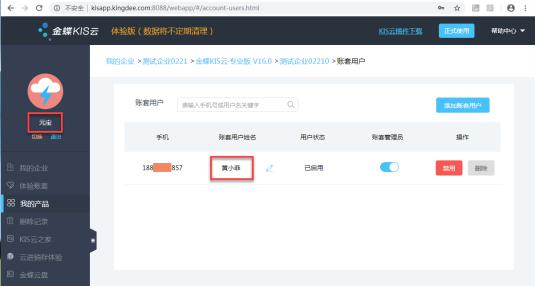 不安全 | kisapp.kingdee.com:8088/webapp/#/account-users.html
金蝶KIS云 体验版（数据将不定期清理） KIS云插件下载 正式使用 帮助中心
我的企业 > 测试企业0221 > 金蝶KIS云-专业版 V16.0 > 测试企业02210 > 账套用户
元宝
切换 退出
我的企业
体验账套
我的产品
删除记录
KIS云之家
云进销存体验
金蝶云盘
账套用户 请输入手机号或用户名关键字 添加账套用户
手机 账套用户姓名 用户状态 账套管理员 操作
188 857 黄小菲 已启用 禁用 删除